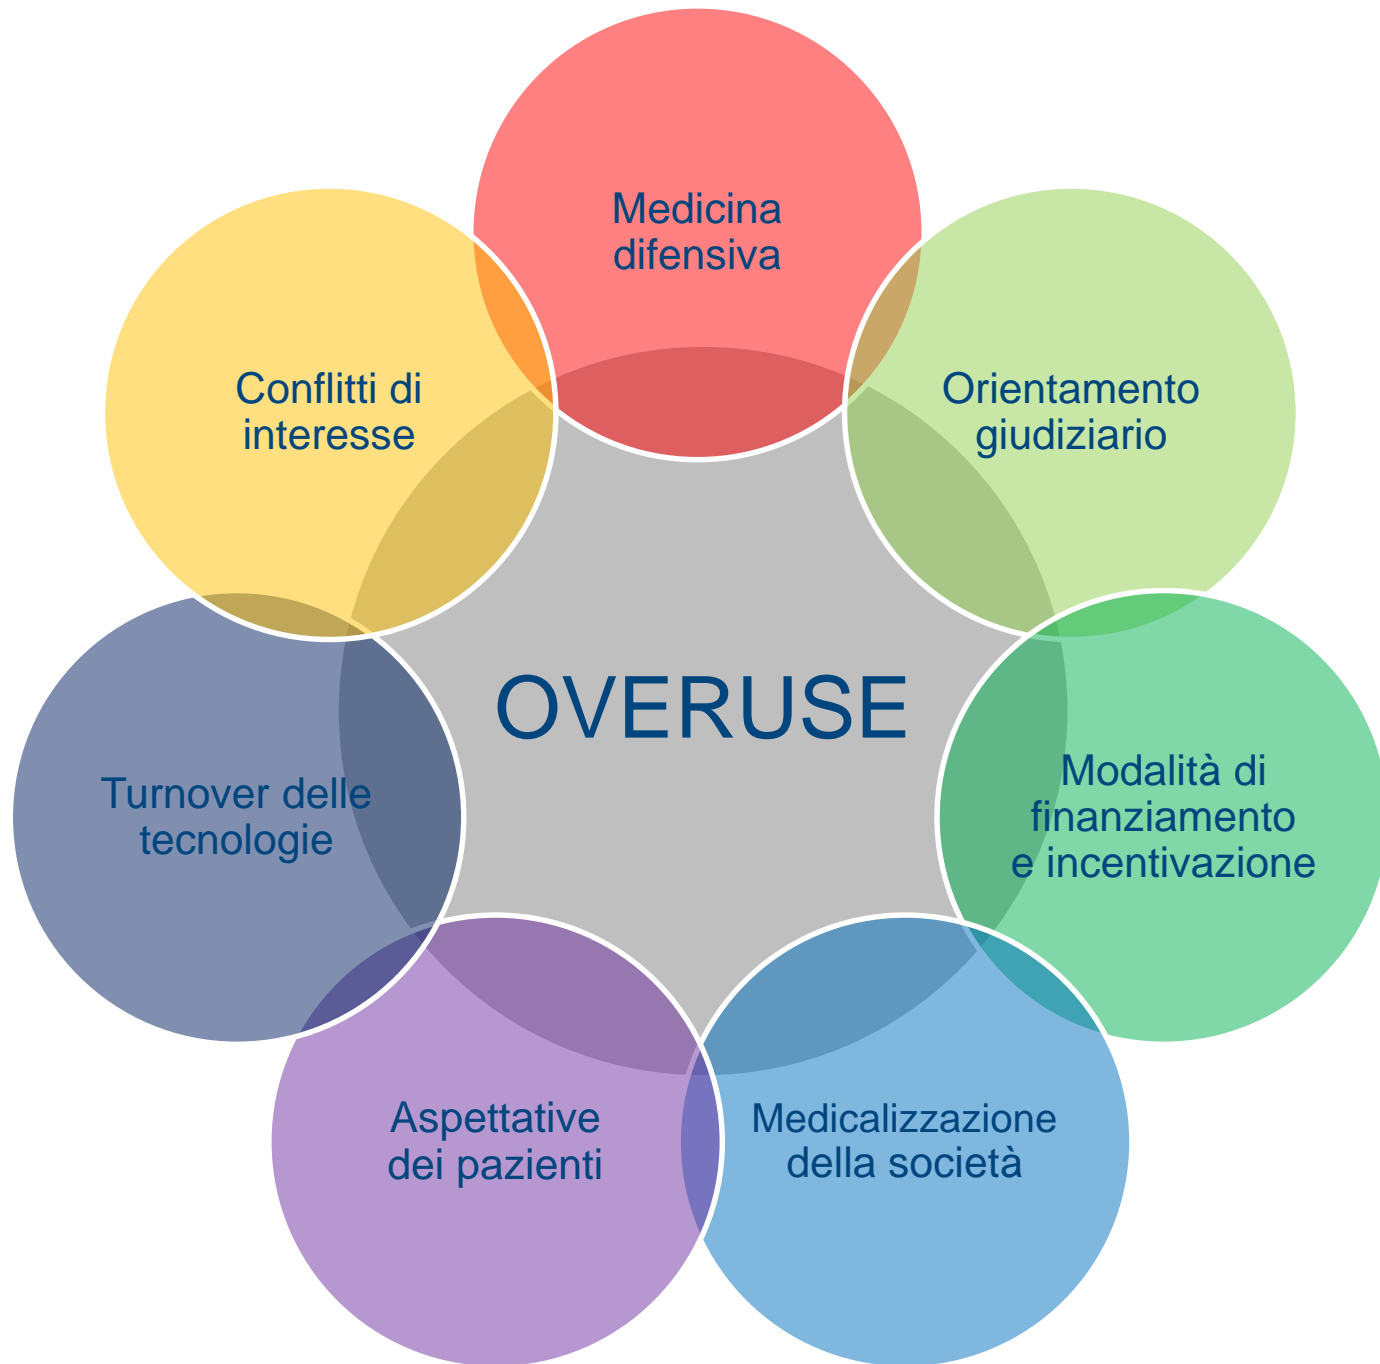 Medicina
difensiva
Orientamento
giudiziario
Modalità di
finanziamento
e incentivazione
Medicalizzazione
della società
Aspettative
dei pazienti
Turnover delle
tecnologie
Conflitti di
interesse
OVERUSE